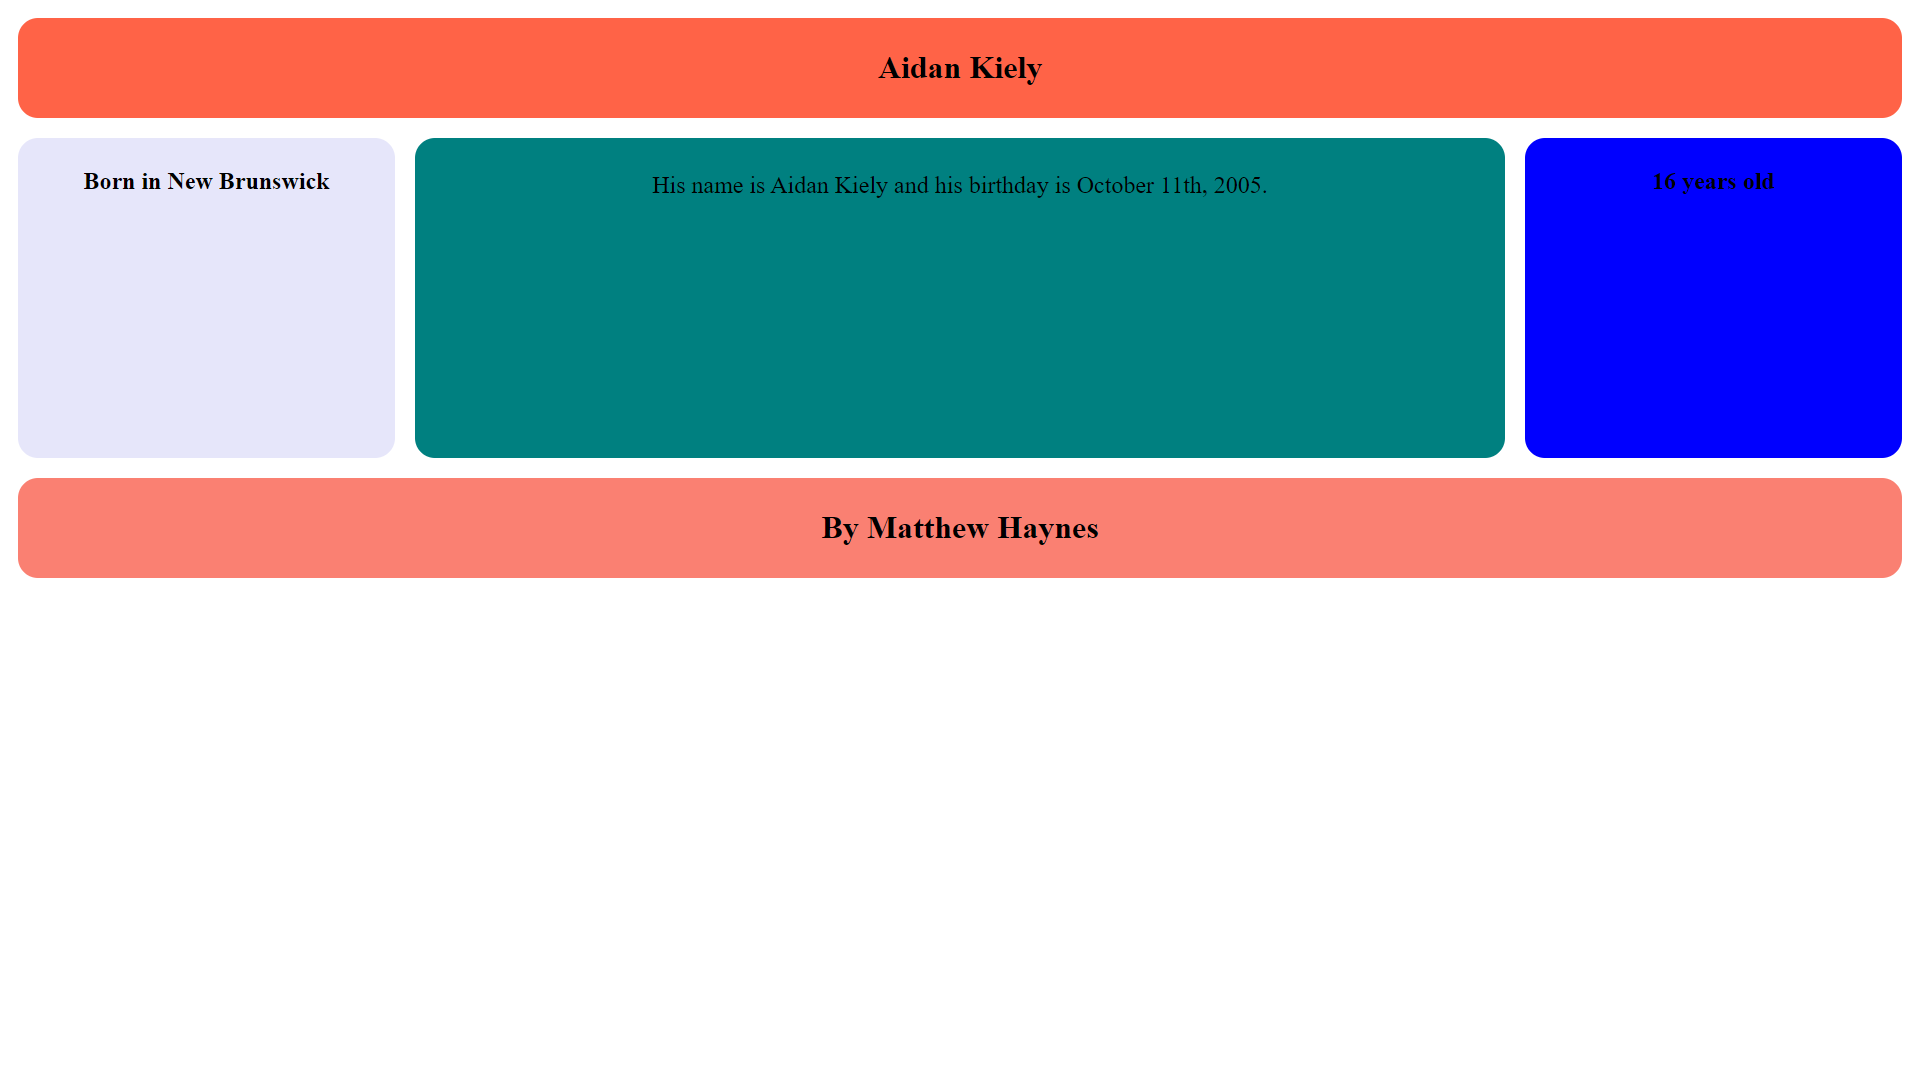 Aidan Kiely
Born in New Brunswick
His name is Aidan Kiely and his birthday is October 11th, 2005.
16 years old
By Matthew Haynes